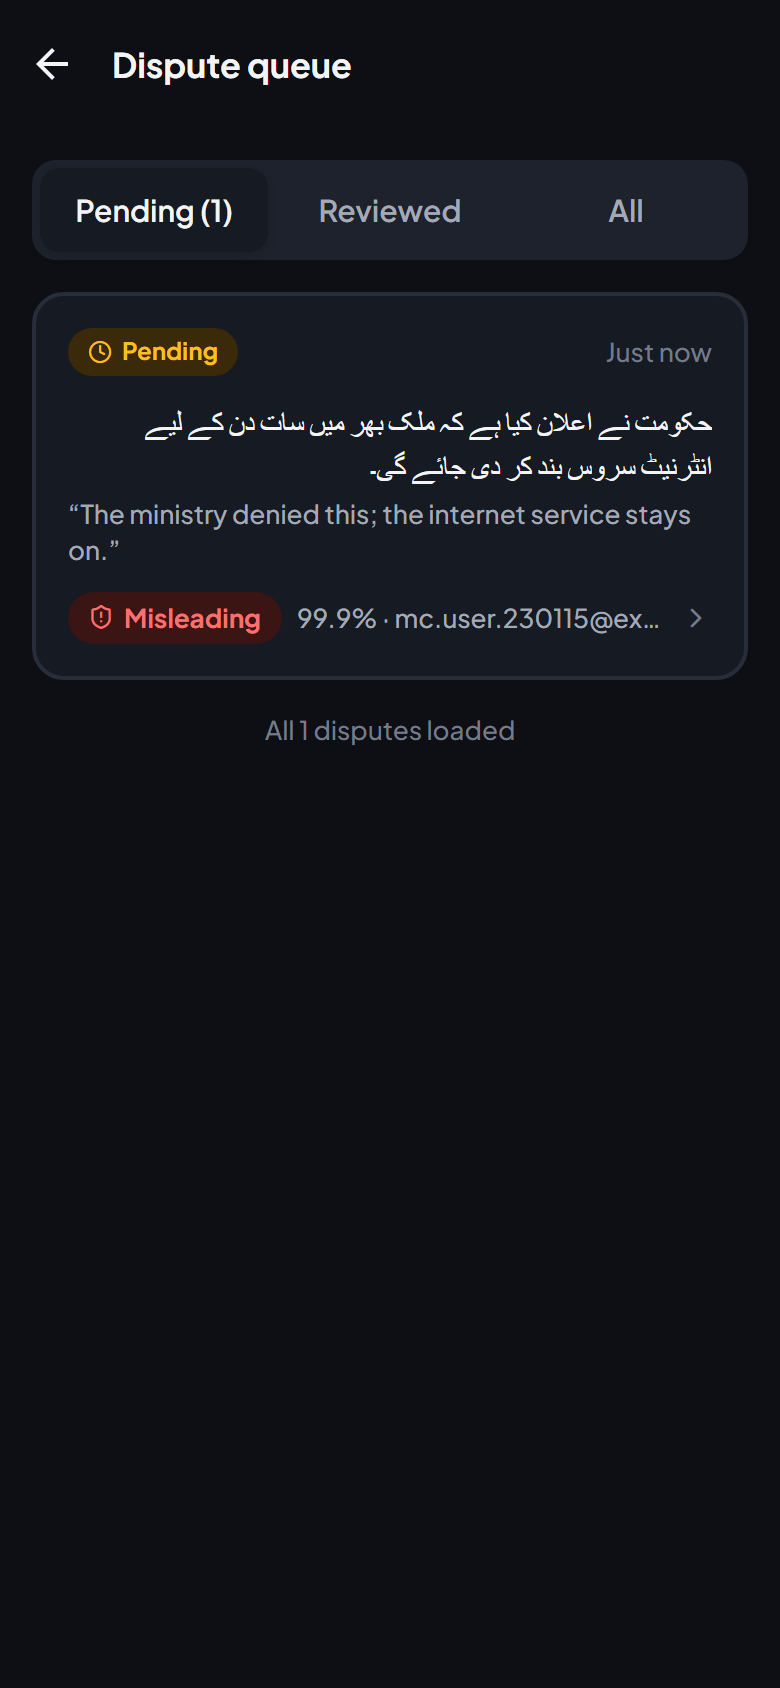 Dispute queue
Pending (1) Reviewed All
Pending Just now
حکومت نے اعلان کیا ہے کہ ملک بھر میں سات دن کے لیے
انٹرنیٹ سروس بند کر دی جائے گی۔
“The ministry denied this; the internet service stays
on.”
Misleading 99.9% · mc.user.230115@ex…
All 1 disputes loaded